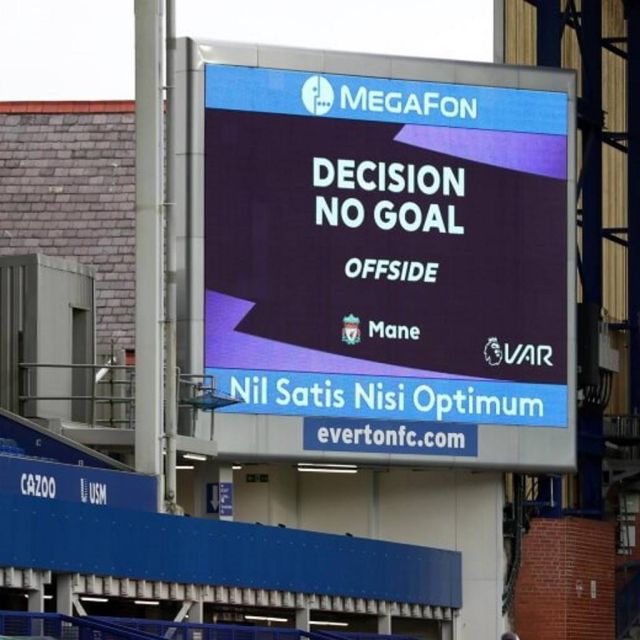 MEGAFON
DECISION
NO GOAL
OFFSIDE
Mane
VAR
Nil Satis Nisi Optimum
evertonfc.com
CAZOO
USM